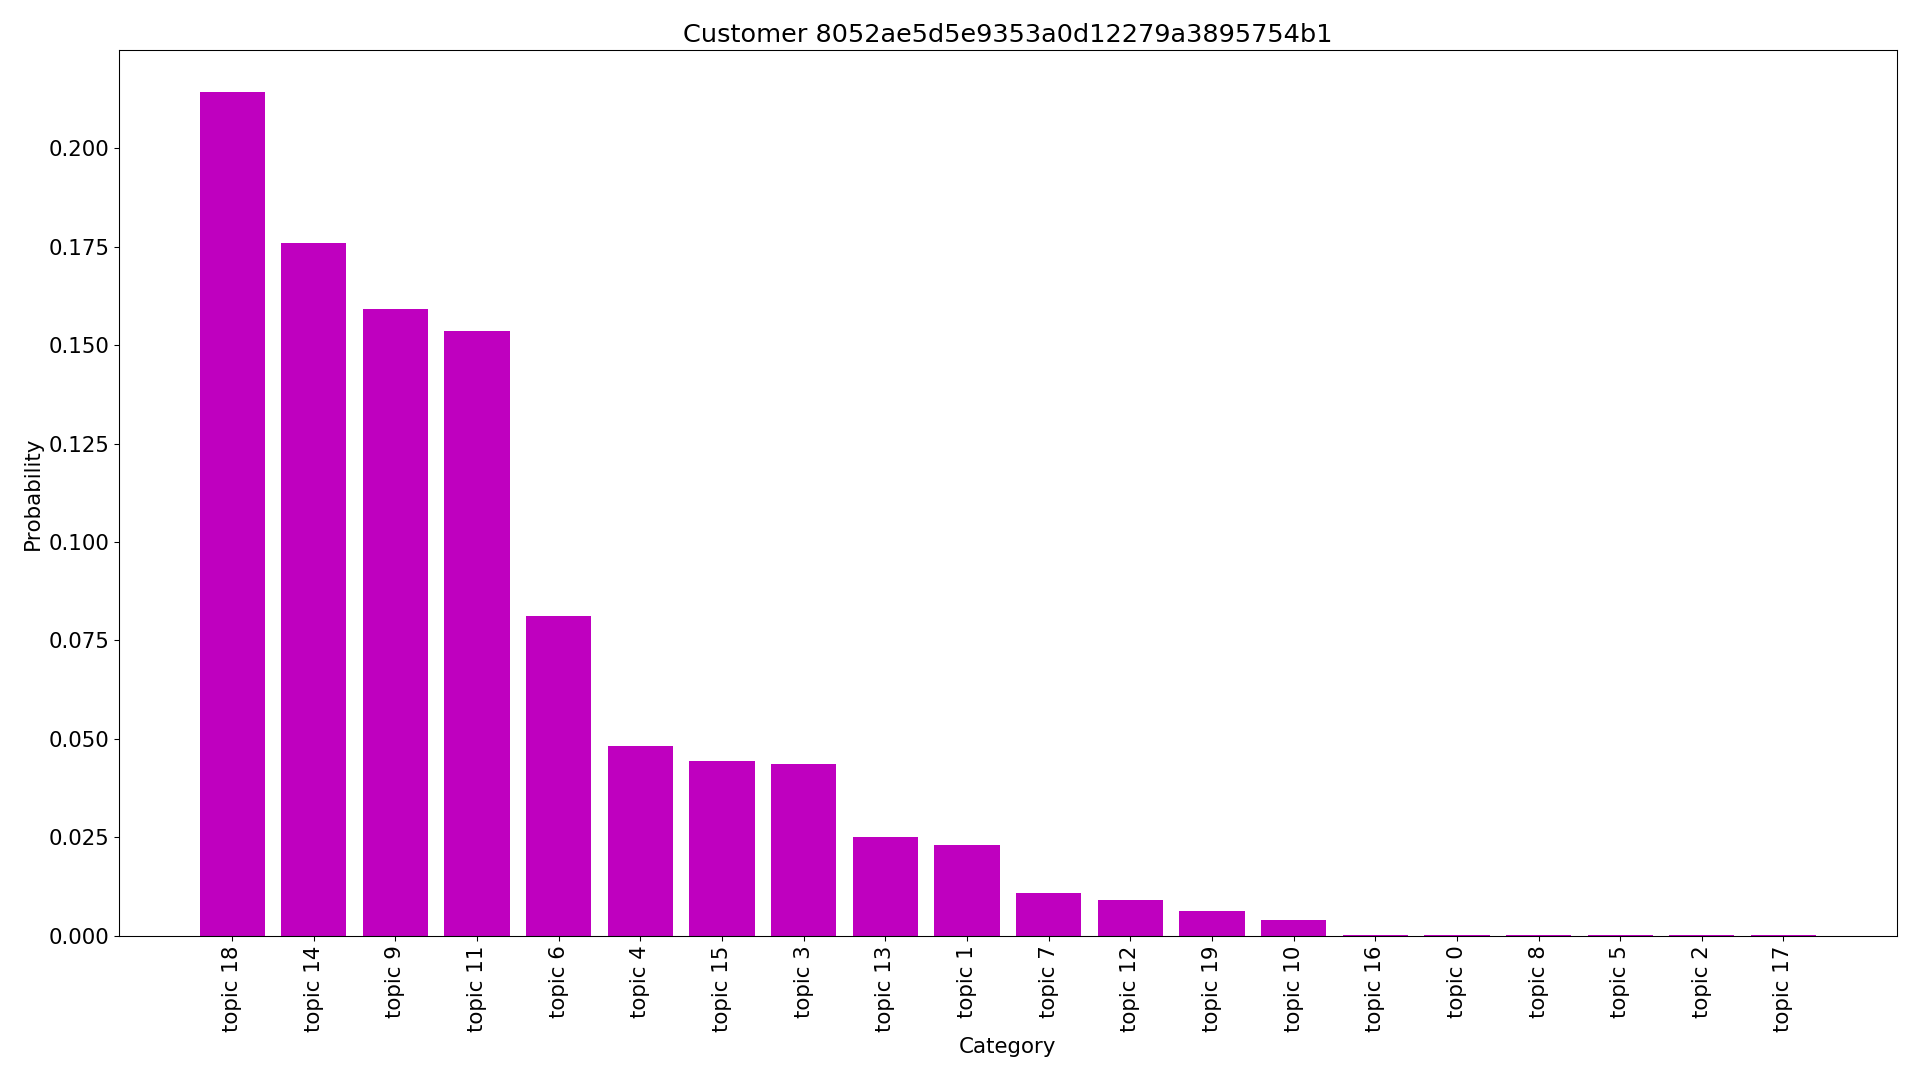 Customer 8052ae5d5e9353a0d12279a3895754b1
Probability
0.200
0.175
0.150
0.125
0.100
0.075
0.050
0.025
0.000
topic 18
topic 14
topic 9
topic 11
topic 6
topic 4
topic 15
topic 3
topic 13
topic 1
topic 7
topic 12
topic 19
topic 10
topic 16
topic 0
topic 8
topic 5
topic 2
topic 17
Category